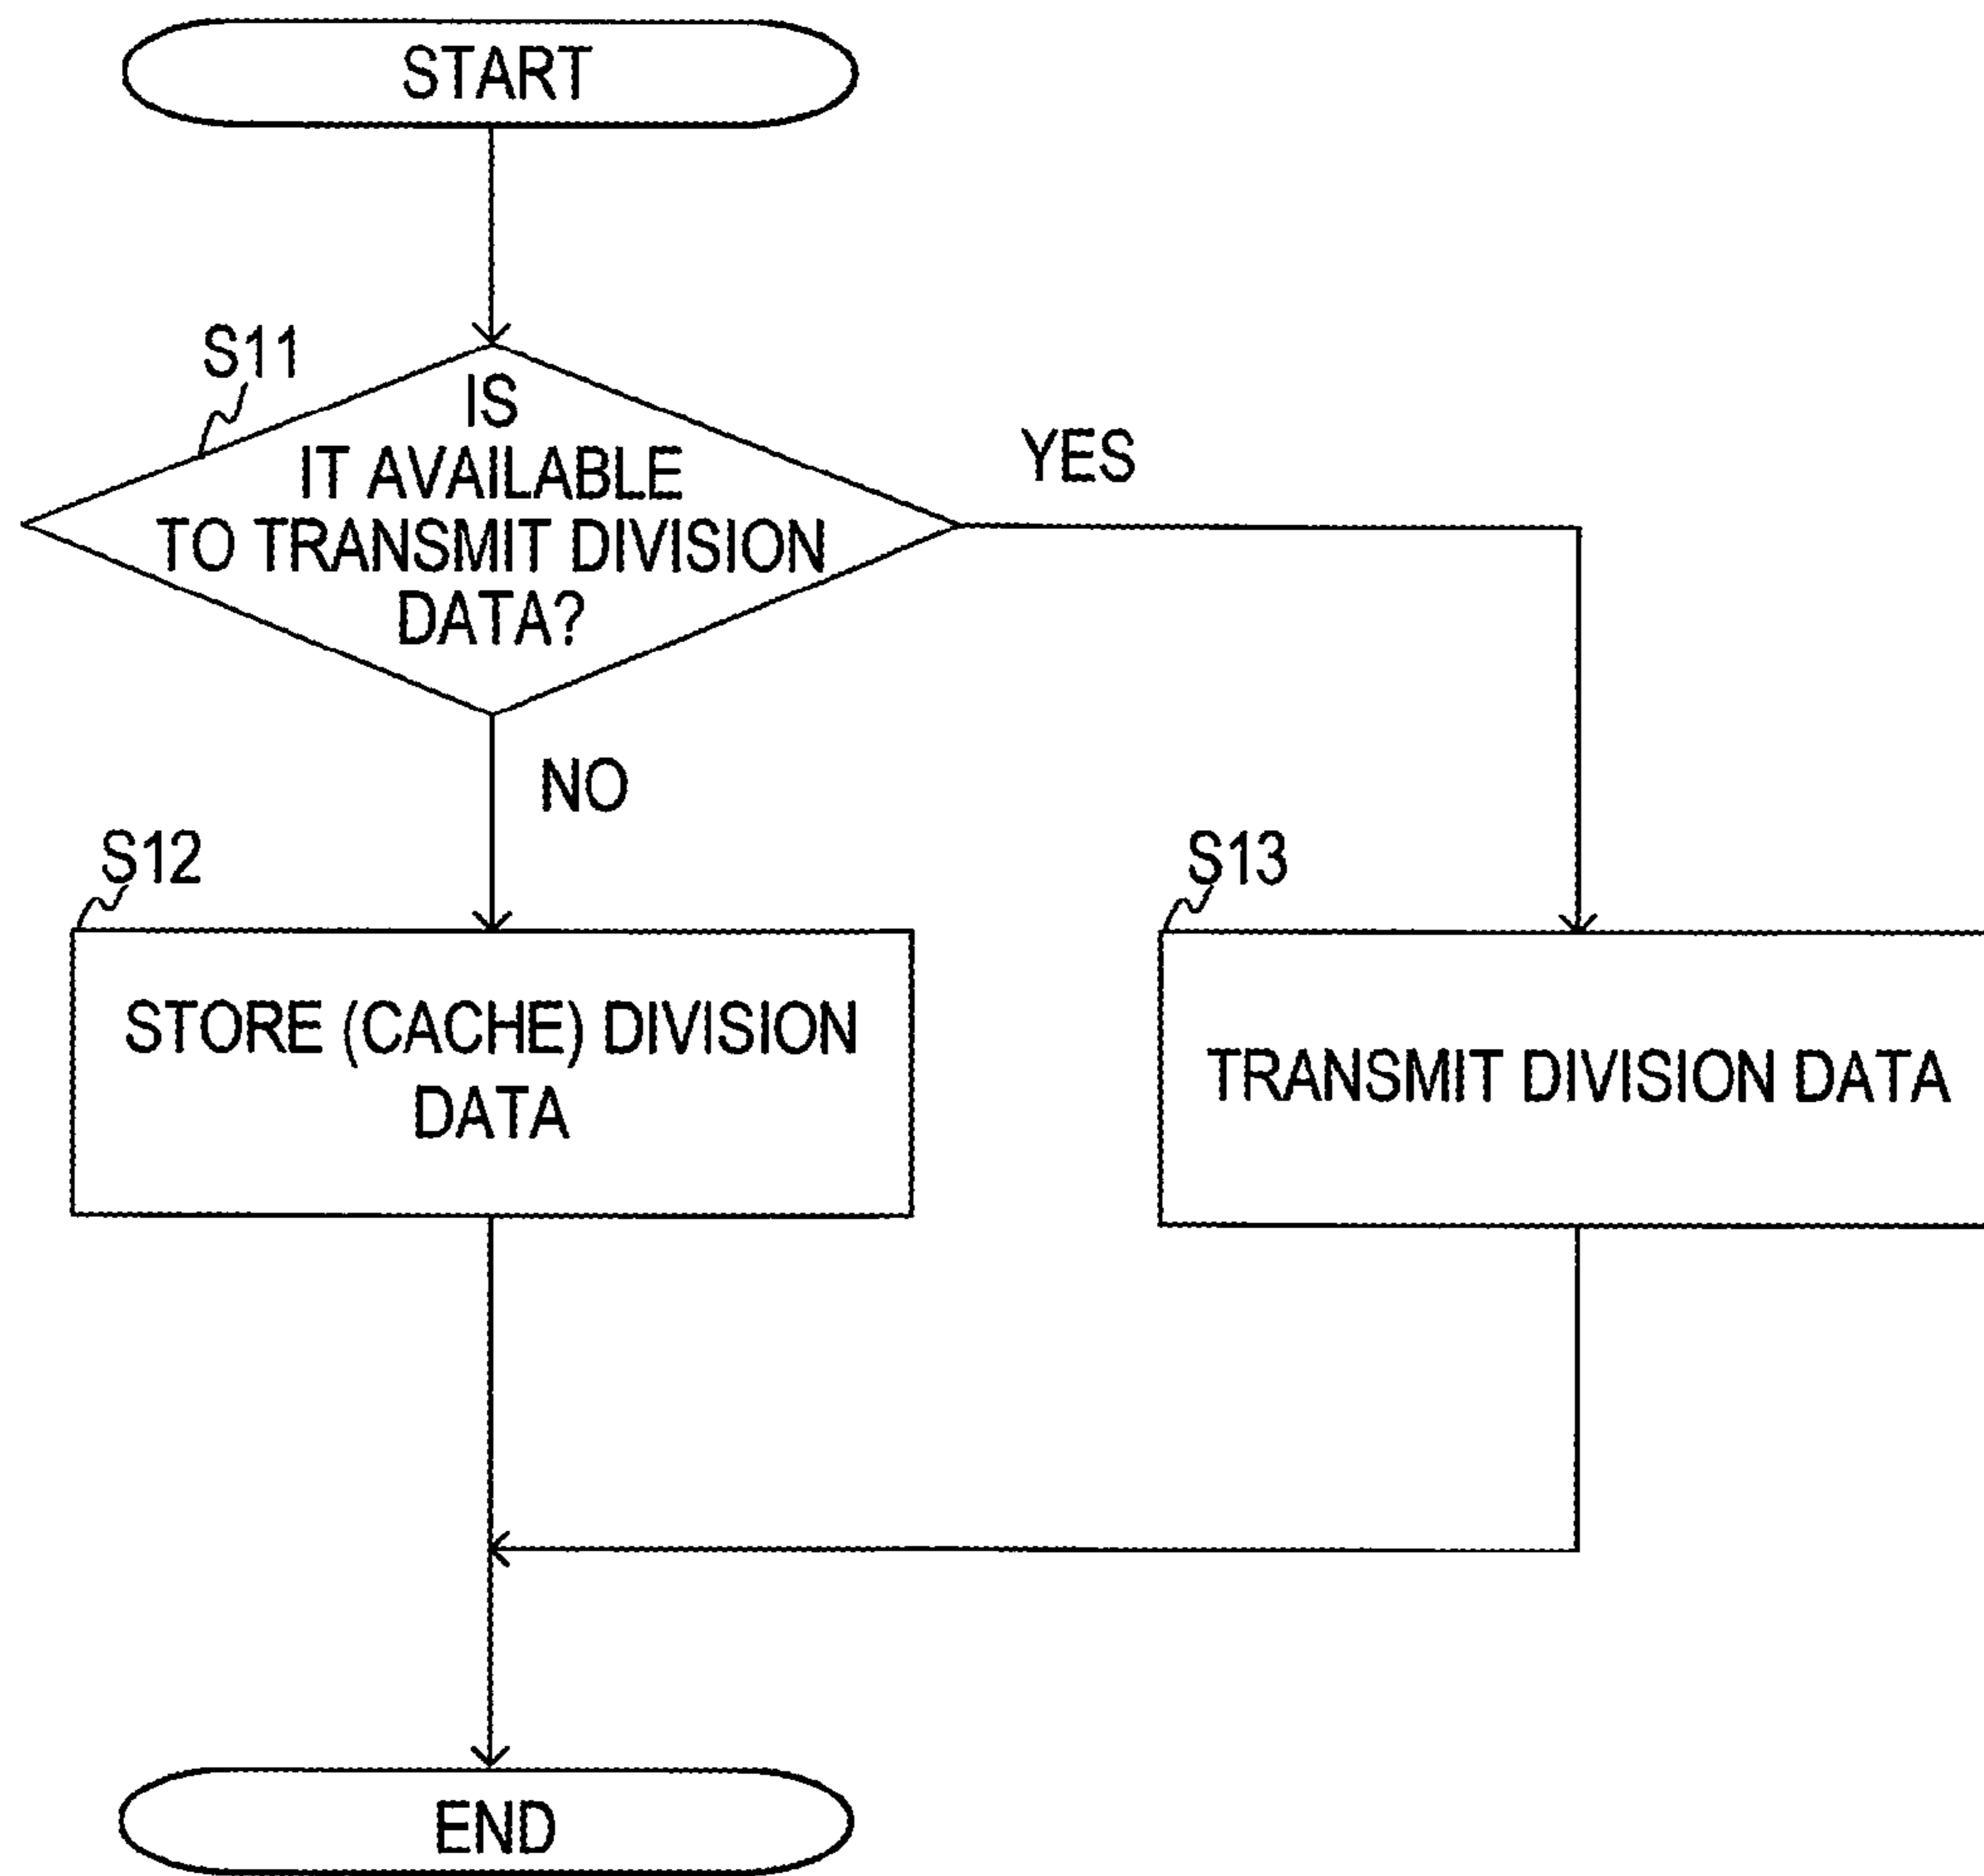 START
S11
IS
IT AVAILABLE
TO TRANSMIT DIVISION
DATA?
YES
NO
S12
STORE (CACHE) DIVISION
DATA
S13
TRANSMIT DIVISION DATA
END